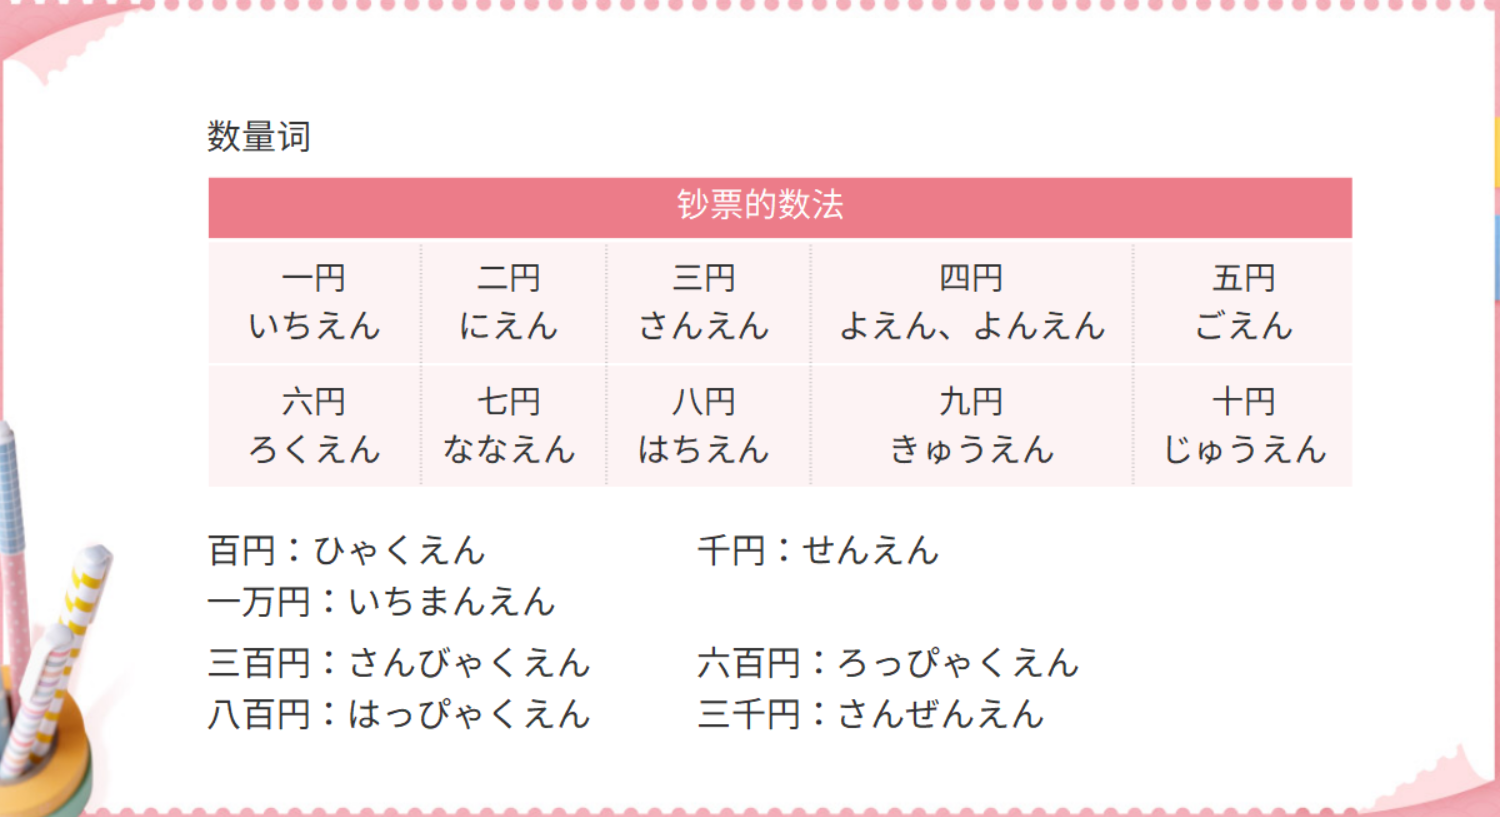 数量词
钞票的数法
一円 二円 三円 四円 五円
いちえん にえん さんえん よえん、よんえん ごえん
六円 七円 八円 九円 十円
ろくえん ななえん はちえん きゅうえん じゅうえん
百円：ひゃくえん 千円：せんえん
一万円：いちまんえん
三百円：さんびゃくえん 六百円：ろっぴゃくえん
八百円：はっぴゃくえん 三千円：さんぜんえん